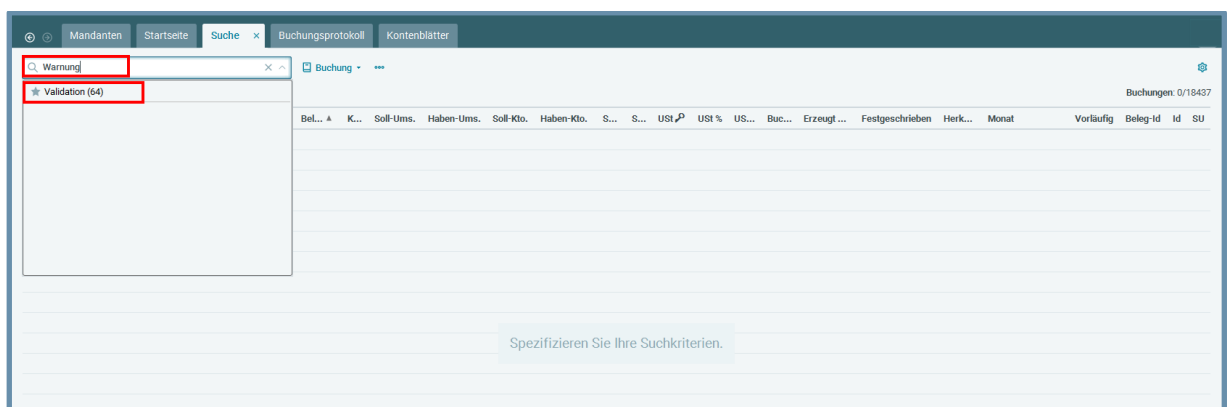 Mandanten Startseite Suche × Buchungsprotokoll Kontenblätter
Warnung Buchung
Validation (64) Buchungen: 0/18437
Bel... K... Soll-Ums. Haben-Ums. Soll-Kto. Haben-Kto. S... S... USt USt % US... Buc... Erzeugt ... Festgeschrieben Herk... Monat Vorläufig Beleg-Id Id SU
Spezifizieren Sie Ihre Suchkriterien.